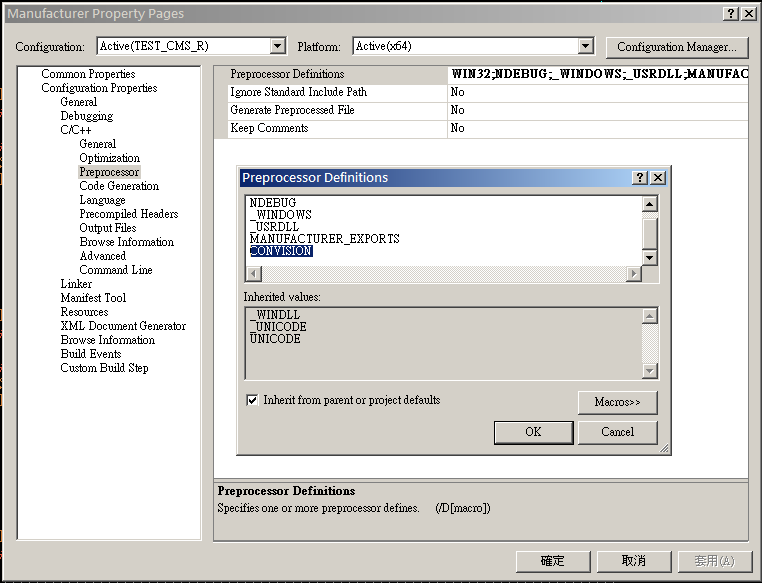 Manufacturer Property Pages
Configuration: Active(TEST_CMS_R) Platform: Active(x64) Configuration Manager...
Common Properties
Configuration Properties
General
Debugging
C/C++
General
Optimization
Preprocessor
Code Generation
Language
Precompiled Headers
Output Files
Browse Information
Advanced
Command Line
Linker
Manifest Tool
Resources
XML Document Generator
Browse Information
Build Events
Custom Build Step
Preprocessor Definitions WIN32;NDEBUG;_WINDOWS;_USRDLL;MANUFAC
Ignore Standard Include Path No
Generate Preprocessed File No
Keep Comments No
Preprocessor Definitions
NDEBUG
_WINDOWS
_USRDLL
MANUFACTURER_EXPORTS
CONVISION
Inherited values:
_WINDLL
_UNICODE
UNICODE
Inherit from parent or project defaults
Macros>>
OK Cancel
Preprocessor Definitions
Specifies one or more preprocessor defines. (/D[macro])
確定 取消 套用(A)